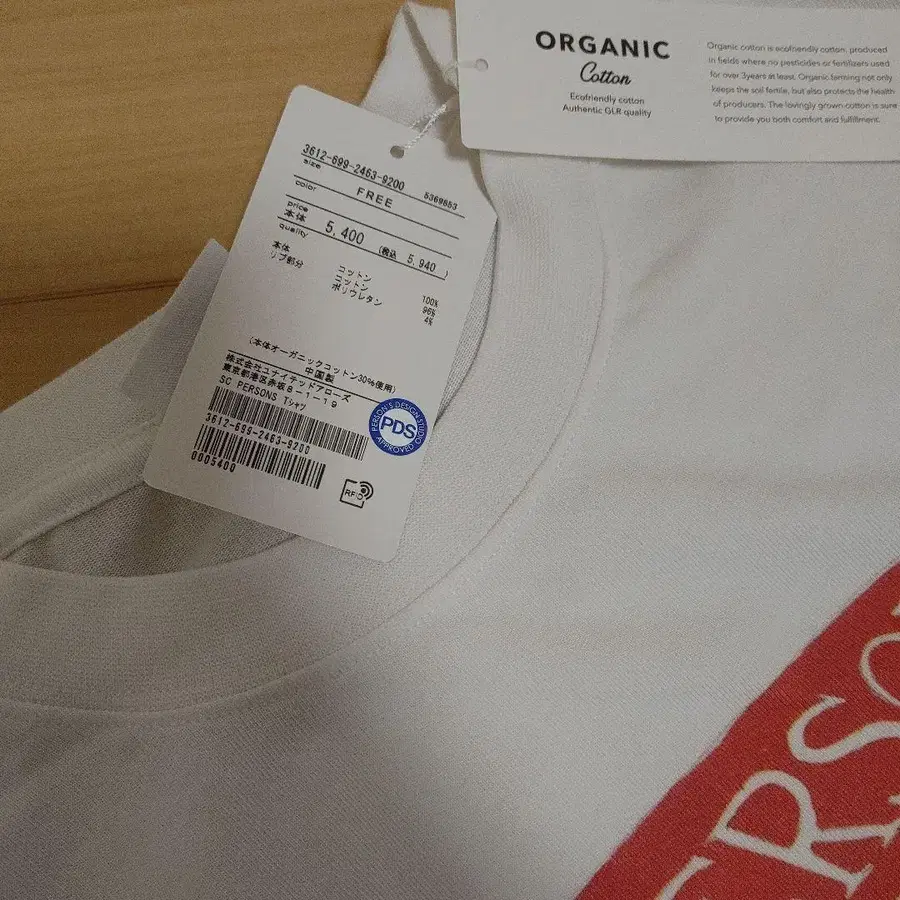 ORGANIC
Cotton
Ecofriendly cotton
Authentic GLR quality
Organic cotton is ecofriendly cotton, produced
in fields where no pesticides or fertilizers used
for over 3years at least. Organic farming not only
keeps the soil fertile, but also protects the health
of producers. The lovingly grown cotton is sure
to provide you both comfort and fulfillment.
3612-699-2463-9200 5369853
size FREE
color
price
本体 5,400 (税込 5,940)
quality
本体 コットン 100%
リブ部分 コットン 96%
ポリウレタン 4%
(本体オーガニックコットン30%使用)
中国製
株式会社ユナイテッドアローズ
東京都港区赤坂8-1-19
SC PERSONS Tシャツ
3612-699-2463-9200
0005400
PERSON'S DESIGN STUDIO
PDS
APPROVED
RFID
ERSO